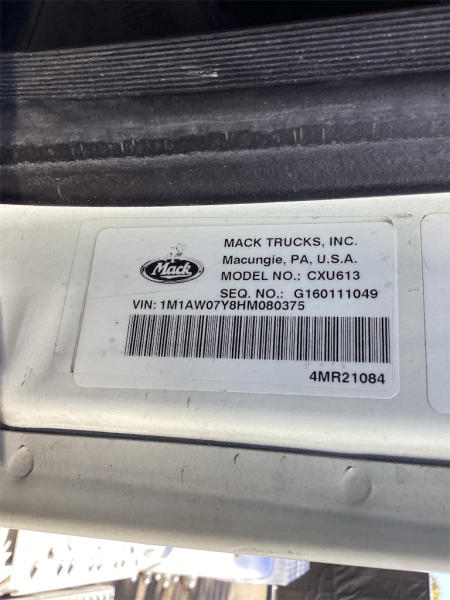 MACK TRUCKS, INC.
Macungie, PA, U.S.A.
Mack
MODEL NO.: CXU613
SEQ. NO.: G160111049
VIN: 1M1AW07Y8HM080375
4MR21084